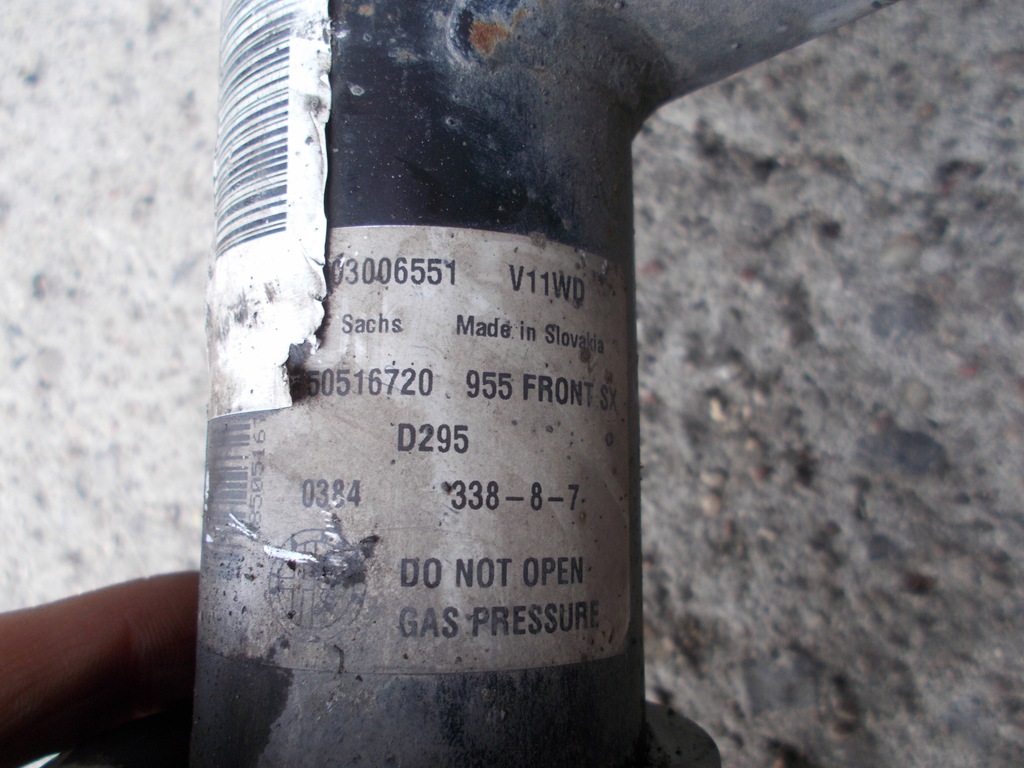 03006551 V11WD
Sachs Made in Slovakia
50516720 955 FRONT SX
D295
0384 338-8-7
DO NOT OPEN
GAS PRESSURE